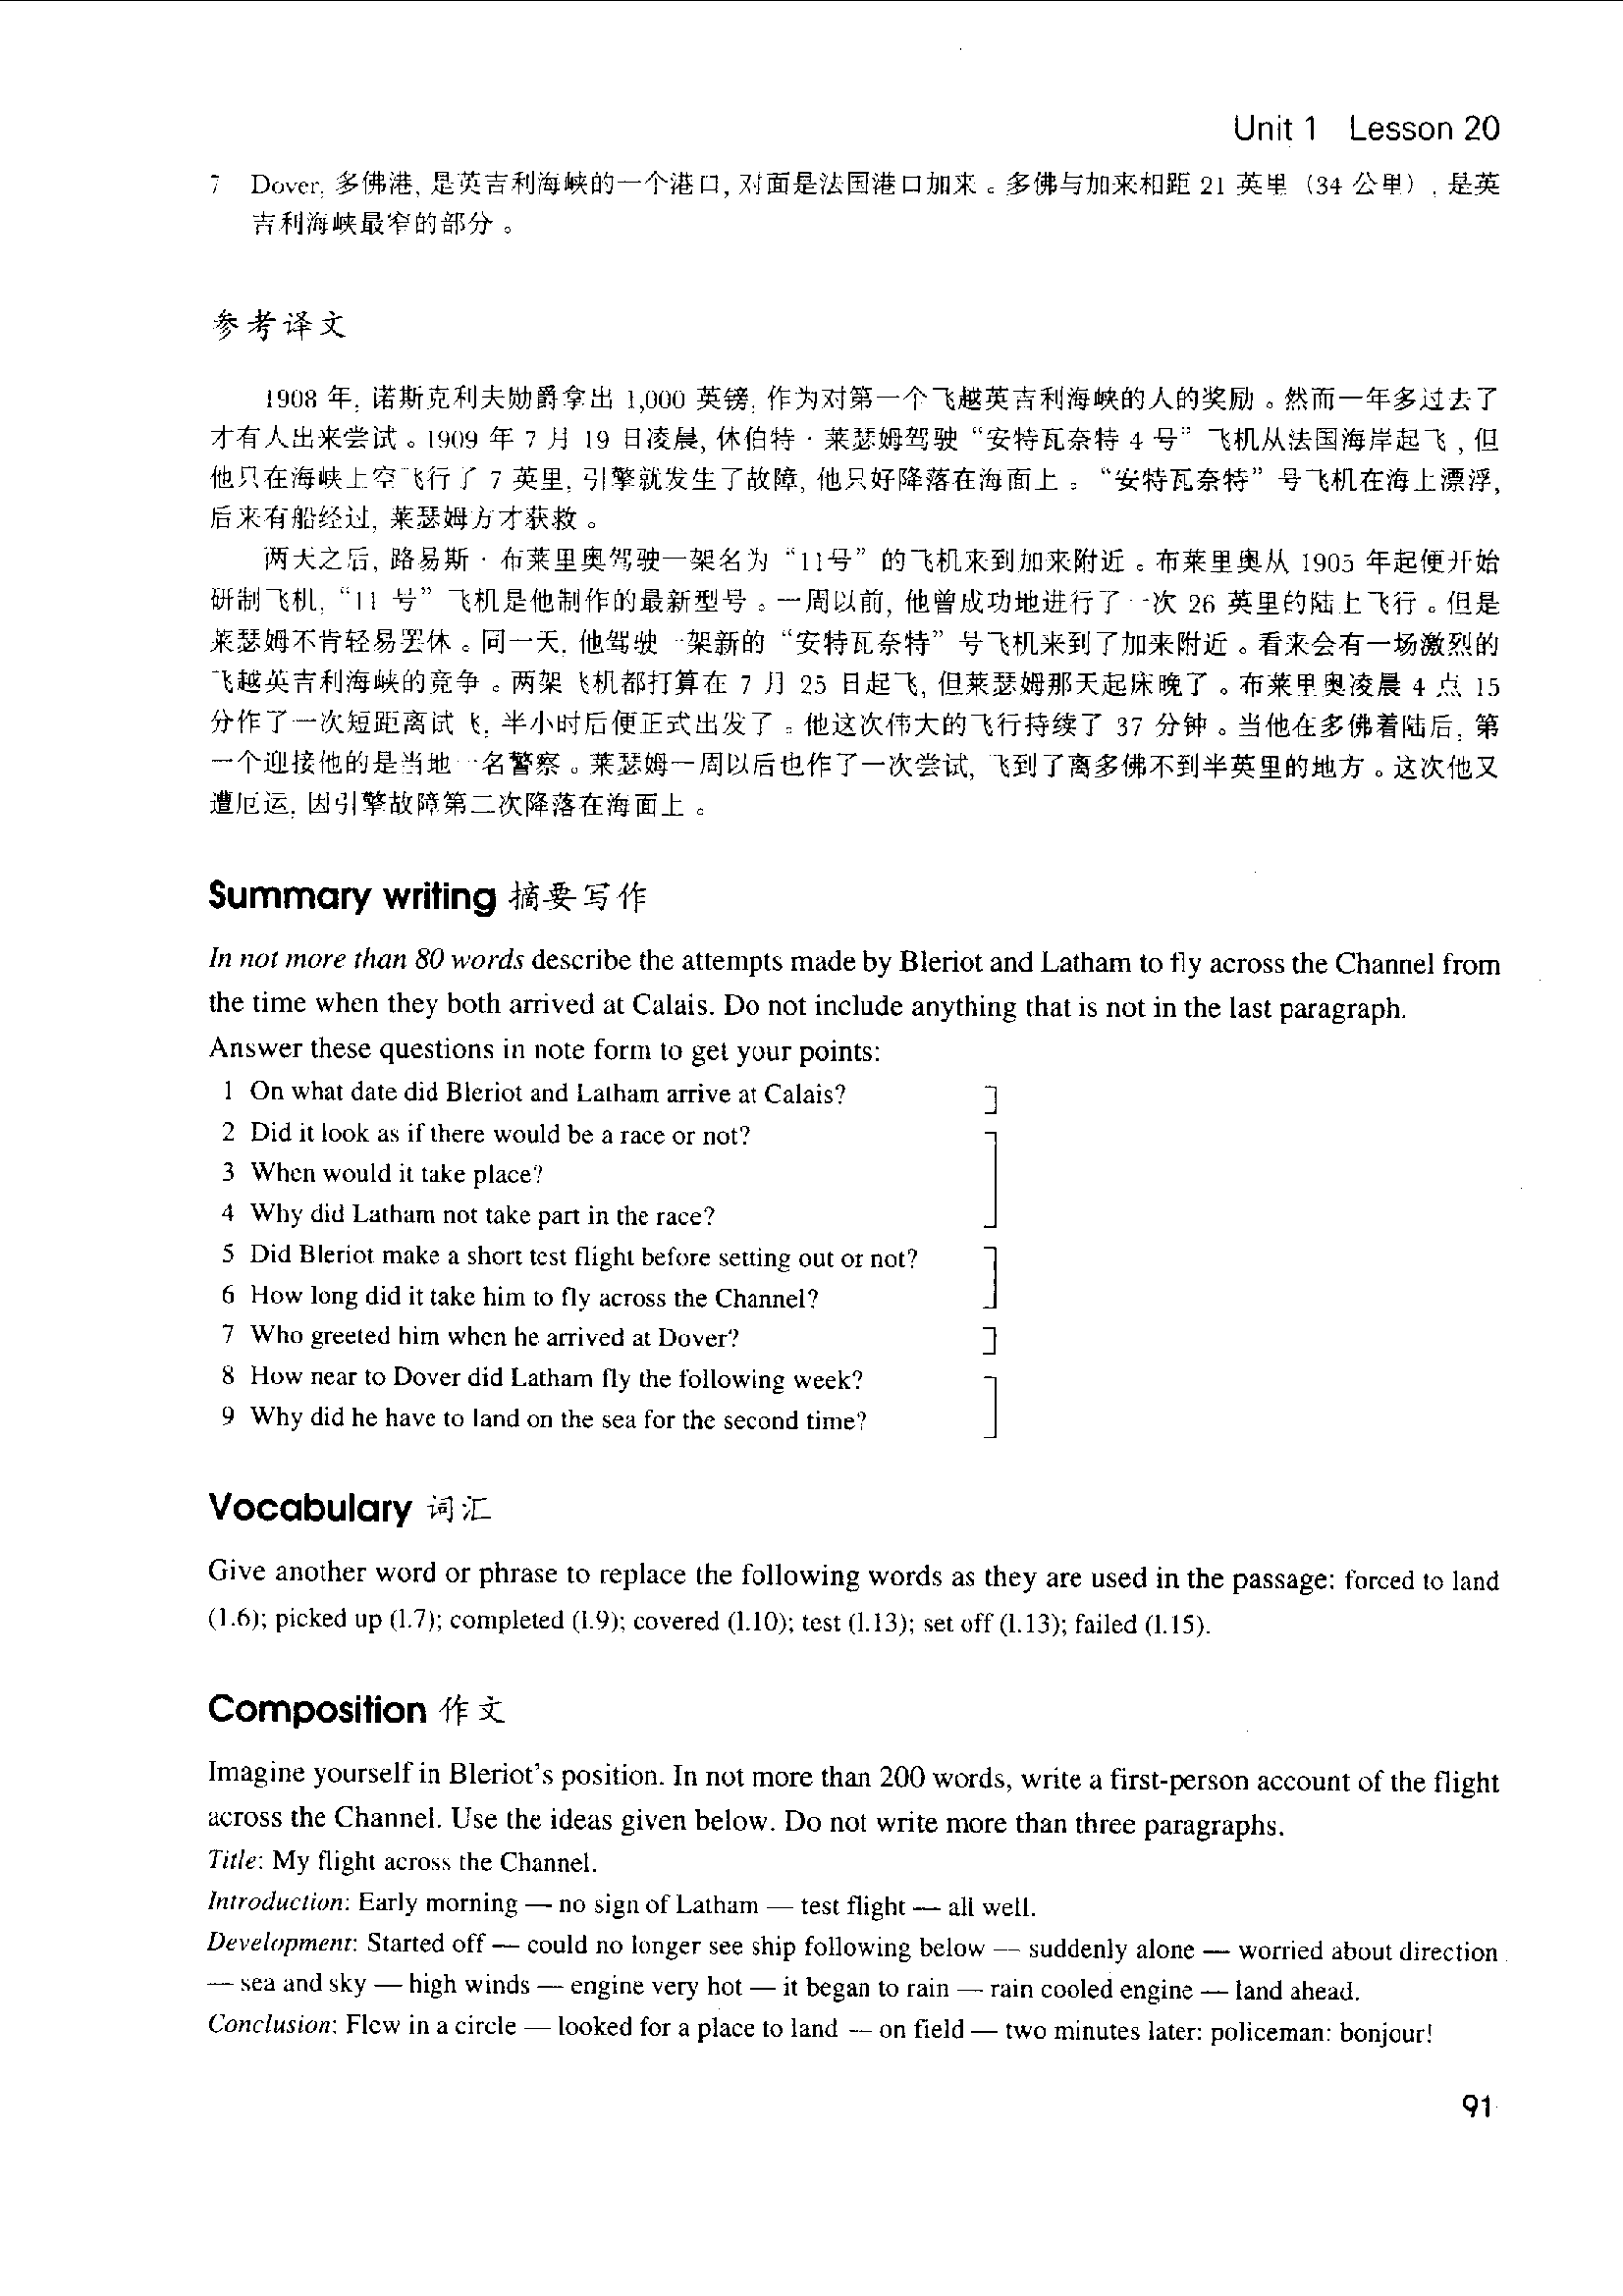 Unit 1 Lesson 20
7 Dover, 多佛港, 是英吉利海峡的一个港口, 对面是法国港口加来。多佛与加来相距 21 英里 (34 公里) , 是英
吉利海峡最窄的部分。
参考译文
1908 年, 诺斯克利夫勋爵拿出 1,000 英镑, 作为对第一个飞越英吉利海峡的人的奖励。然而一年多过去了
才有人出来尝试。1909 年 7 月 19 日凌晨, 休伯特·莱瑟姆驾驶“安特瓦奈特 4 号”飞机从法国海岸起飞, 但
他只在海峡上空飞行了 7 英里, 引擎就发生了故障, 他只好降落在海面上。“安特瓦奈特”号飞机在海上漂浮,
后来有船经过, 莱瑟姆方才获救。
两天之后, 路易斯·布莱里奥驾驶一架名为“11号”的飞机来到加来附近。布莱里奥从 1905 年起便开始
研制飞机, “11 号”飞机是他制作的最新型号。一周以前, 他曾成功地进行了一次 26 英里的陆上飞行。但是
莱瑟姆不肯轻易罢休。同一天, 他驾驶一架新的“安特瓦奈特”号飞机来到了加来附近。看来会有一场激烈的
飞越英吉利海峡的竞争。两架飞机都打算在 7 月 25 日起飞, 但莱瑟姆那天起床晚了。布莱里奥凌晨 4 点 15
分作了一次短距离试飞, 半小时后便正式出发了。他这次伟大的飞行持续了 37 分钟。当他在多佛着陆后, 第
一个迎接他的是当地一名警察。莱瑟姆一周以后也作了一次尝试, 飞到了离多佛不到半英里的地方。这次他又
遭厄运, 因引擎故障第二次降落在海面上。
Summary writing 摘要写作
In not more than 80 words describe the attempts made by Bleriot and Latham to fly across the Channel from
the time when they both arrived at Calais. Do not include anything that is not in the last paragraph.
Answer these questions in note form to get your points:
1 On what date did Bleriot and Latham arrive at Calais?
2 Did it look as if there would be a race or not?
3 When would it take place?
4 Why did Latham not take part in the race?
5 Did Bleriot make a short test flight before setting out or not?
6 How long did it take him to fly across the Channel?
7 Who greeted him when he arrived at Dover?
8 How near to Dover did Latham fly the following week?
9 Why did he have to land on the sea for the second time?
Vocabulary 词汇
Give another word or phrase to replace the following words as they are used in the passage: forced to land
(1.6); picked up (l.7); completed (l.9); covered (l.10); test (l.13); set off (l.13); failed (l.15).
Composition 作文
Imagine yourself in Bleriot's position. In not more than 200 words, write a first-person account of the flight
across the Channel. Use the ideas given below. Do not write more than three paragraphs.
Title: My flight across the Channel.
Introduction: Early morning — no sign of Latham — test flight — all well.
Development: Started off — could no longer see ship following below — suddenly alone — worried about direction
— sea and sky — high winds — engine very hot — it began to rain — rain cooled engine — land ahead.
Conclusion: Flew in a circle — looked for a place to land — on field — two minutes later: policeman: bonjour!
91